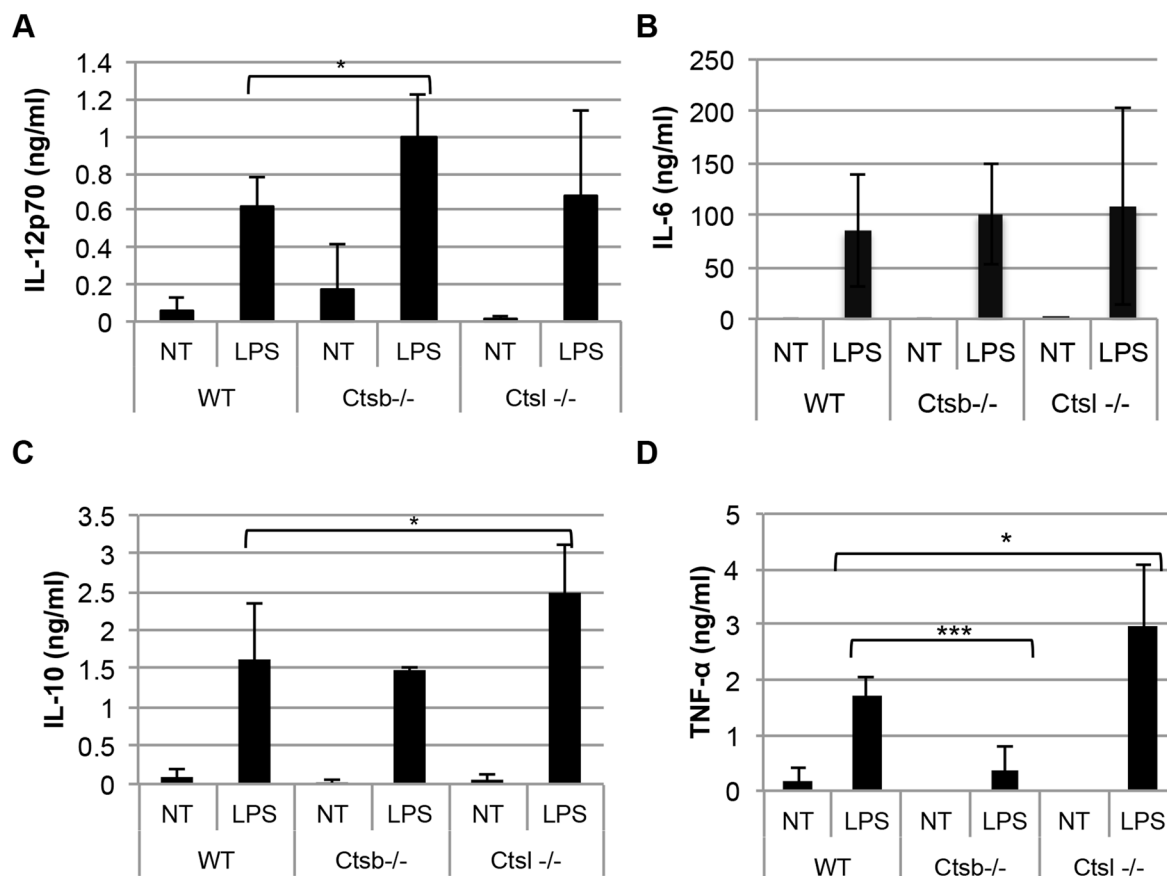 A
IL-12p70 (ng/ml)
1.4
1.2
1
0.8
0.6
0.4
0.2
0
*
NT LPS NT LPS NT LPS
WT Ctsb-/- Ctsl -/-
B
IL-6 (ng/ml)
250
200
150
100
50
0
NT LPS NT LPS NT LPS
WT Ctsb-/- Ctsl -/-
C
IL-10 (ng/ml)
3.5
3
2.5
2
1.5
1
0.5
0
*
NT LPS NT LPS NT LPS
WT Ctsb-/- Ctsl -/-
D
TNF-α (ng/ml)
5
4
3
2
1
0
*
***
NT LPS NT LPS NT LPS
WT Ctsb-/- Ctsl -/-